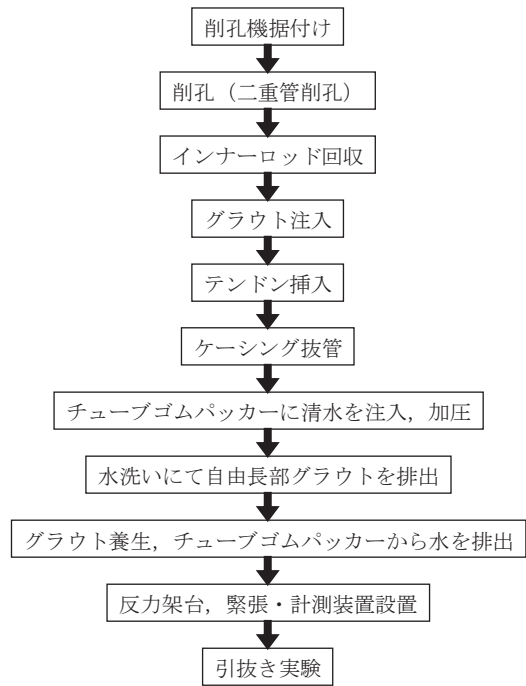 削孔機据付け
削孔（二重管削孔）
インナーロッド回収
グラウト注入
テンドン挿入
ケーシング抜管
チューブゴムパッカーに清水を注入，加圧
水洗いにて自由長部グラウトを排出
グラウト養生，チューブゴムパッカーから水を排出
反力架台，緊張・計測装置設置
引抜き実験